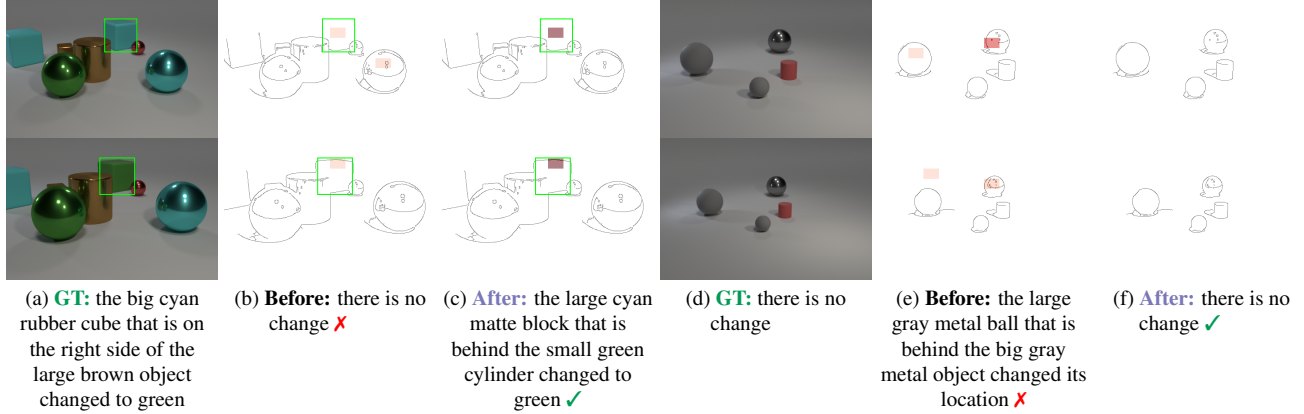 (a) GT: the big cyan
rubber cube that is on
the right side of the
large brown object
changed to green
(b) Before: there is no
change ✗
(c) After: the large cyan
matte block that is
behind the small green
cylinder changed to
green ✓
(d) GT: there is no
change
(e) Before: the large
gray metal ball that is
behind the big gray
metal object changed its
location ✗
(f) After: there is no
change ✓